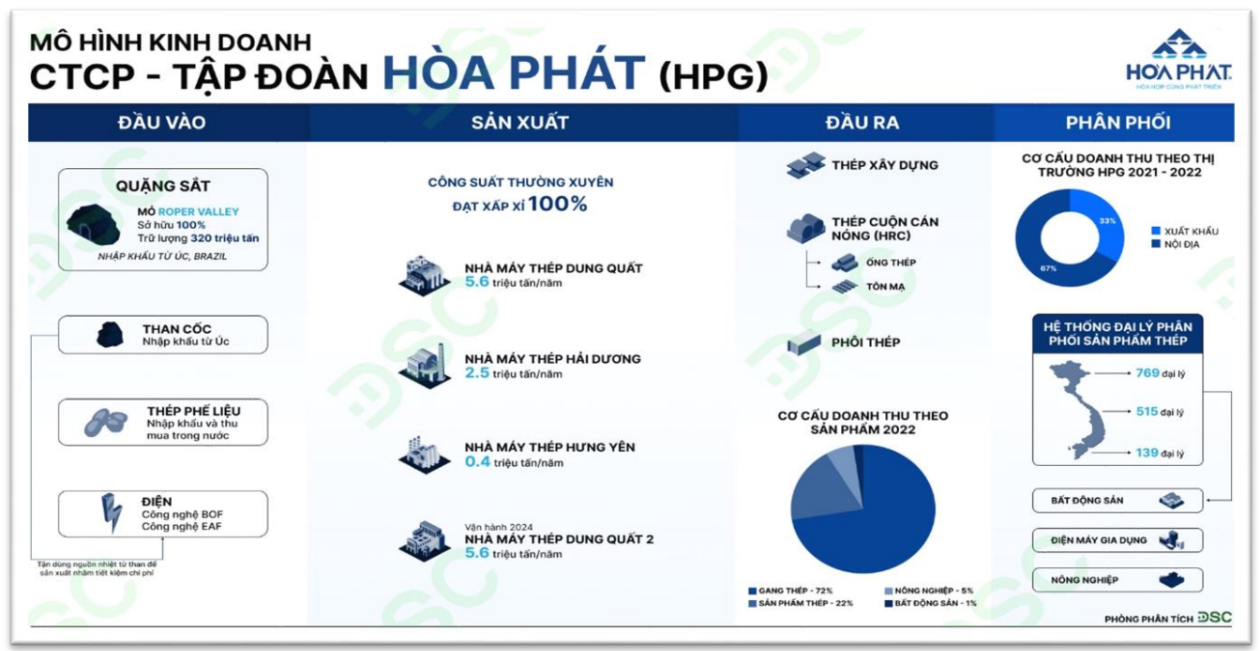 MÔ HÌNH KINH DOANH
CTCP - TẬP ĐOÀN HÒA PHÁT (HPG)
HÒA PHÁT
HÒA HỢP CÙNG PHÁT TRIỂN
ĐẦU VÀO
QUẶNG SẮT
MỎ ROPER VALLEY
Sở hữu 100%
Trữ lượng 320 triệu tấn
NHẬP KHẨU TỪ ÚC, BRAZIL
THAN CỐC
Nhập khẩu từ Úc
THÉP PHẾ LIỆU
Nhập khẩu và thu
mua trong nước
ĐIỆN
Công nghệ BOF
Công nghệ EAF
Tận dùng nguồn nhiệt từ than để
sản xuất nhằm tiết kiệm chi phí
SẢN XUẤT
CÔNG SUẤT THƯỜNG XUYÊN
ĐẠT XẤP XỈ 100%
NHÀ MÁY THÉP DUNG QUẤT
5.6 triệu tấn/năm
NHÀ MÁY THÉP HẢI DƯƠNG
2.5 triệu tấn/năm
NHÀ MÁY THÉP HƯNG YÊN
0.4 triệu tấn/năm
Vận hành 2024
NHÀ MÁY THÉP DUNG QUẤT 2
5.6 triệu tấn/năm
ĐẦU RA
THÉP XÂY DỰNG
THÉP CUỘN CÁN
NÓNG (HRC)
ỐNG THÉP
TÔN MẠ
PHÔI THÉP
CƠ CẤU DOANH THU THEO
SẢN PHẨM 2022
GANG THÉP - 72%
NÔNG NGHIỆP - 5%
SẢN PHẨM THÉP - 22%
BẤT ĐỘNG SẢN - 1%
PHÂN PHỐI
CƠ CẤU DOANH THU THEO THỊ
TRƯỜNG HPG 2021 - 2022
33%
67%
XUẤT KHẨU
NỘI ĐỊA
HỆ THỐNG ĐẠI LÝ PHÂN
PHỐI SẢN PHẨM THÉP
769 đại lý
515 đại lý
139 đại lý
BẤT ĐỘNG SẢN
ĐIỆN MÁY GIA DỤNG
NÔNG NGHIỆP
PHÒNG PHÂN TÍCH DSC